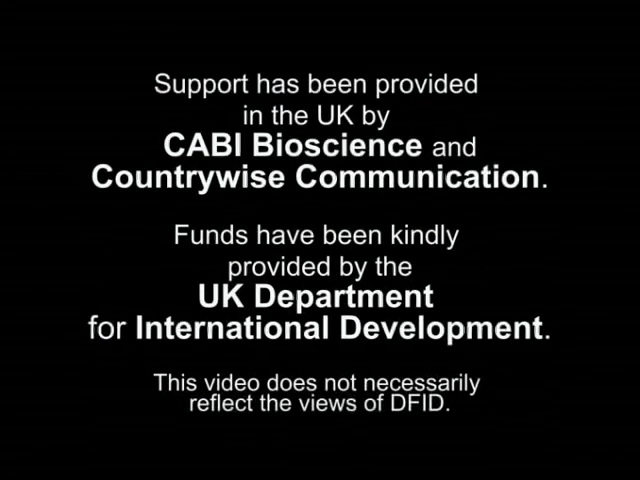 Support has been provided
in the UK by
CABI Bioscience and
Countrywise Communication.
Funds have been kindly
provided by the
UK Department
for International Development.
This video does not necessarily
reflect the views of DFID.